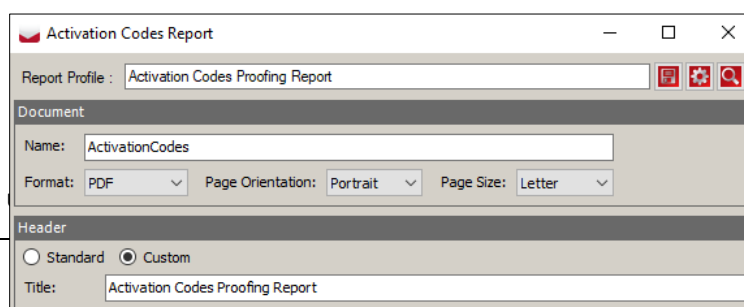 Activation Codes Report
Report Profile : Activation Codes Proofing Report
Document
Name: ActivationCodes
Format: PDF Page Orientation: Portrait Page Size: Letter
Header
Standard Custom
Title: Activation Codes Proofing Report